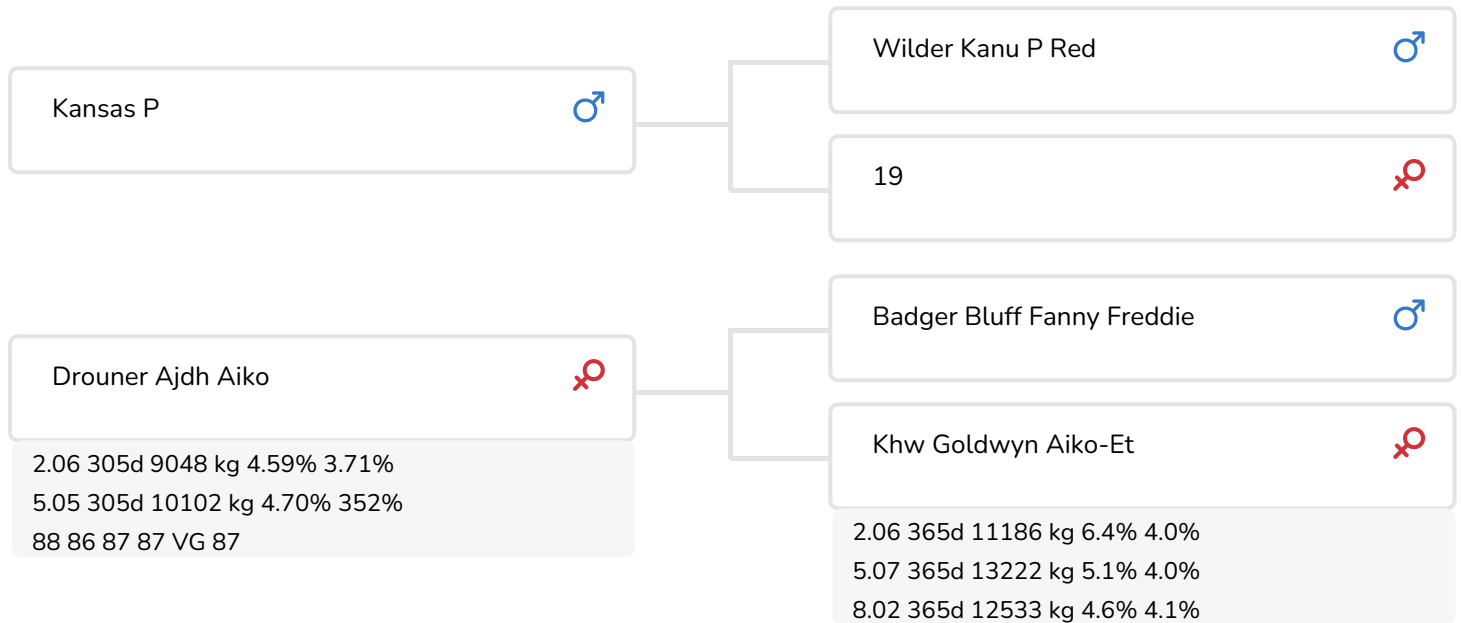 Wilder Kanu P Red
Kansas P
19
Badger Bluff Fanny Freddie
Drouner Ajdh Aiko
Khw Goldwyn Aiko-Et
2.06 305d 9048 kg 4.59% 3.71%
5.05 305d 10102 kg 4.70% 352%
88 86 87 87 VG 87
2.06 365d 11186 kg 6.4% 4.0%
5.07 365d 13222 kg 5.1% 4.0%
8.02 365d 12533 kg 4.6% 4.1%